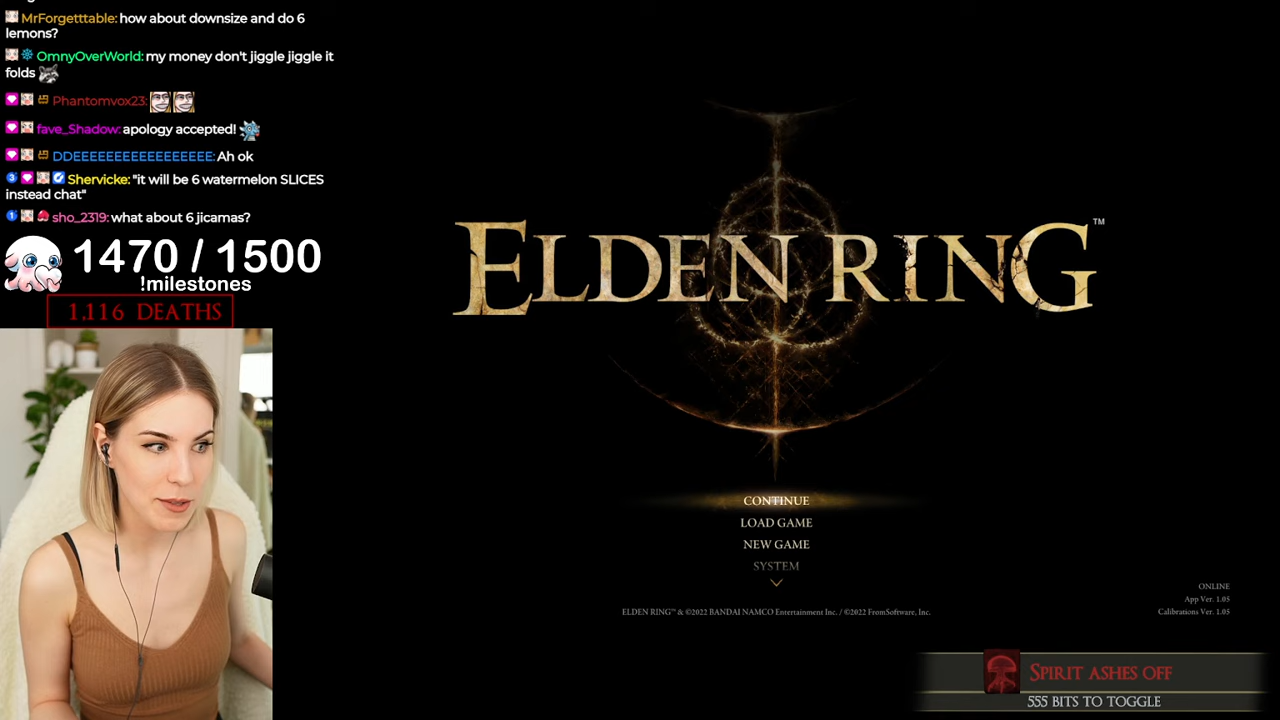 MrForgetttable: how about downsize and do 6
lemons?
OmnyOverWorld: my money don't jiggle jiggle it
folds
Phantomvox23:
fave_Shadow: apology accepted!
DDEEEEEEEEEEEEEEEEE: Ah ok
Shervicke: "it will be 6 watermelon SLICES
instead chat"
sho_2319: what about 6 jicamas?
1470 / 1500
!milestones
1,116 DEATHS
ELDEN RING™
CONTINUE
LOAD GAME
NEW GAME
SYSTEM
ELDEN RING™ & ©2022 BANDAI NAMCO Entertainment Inc. / ©2022 FromSoftware, Inc.
ONLINE
App Ver. 1.05
Calibrations Ver. 1.05
SPIRIT ASHES OFF
555 BITS TO TOGGLE